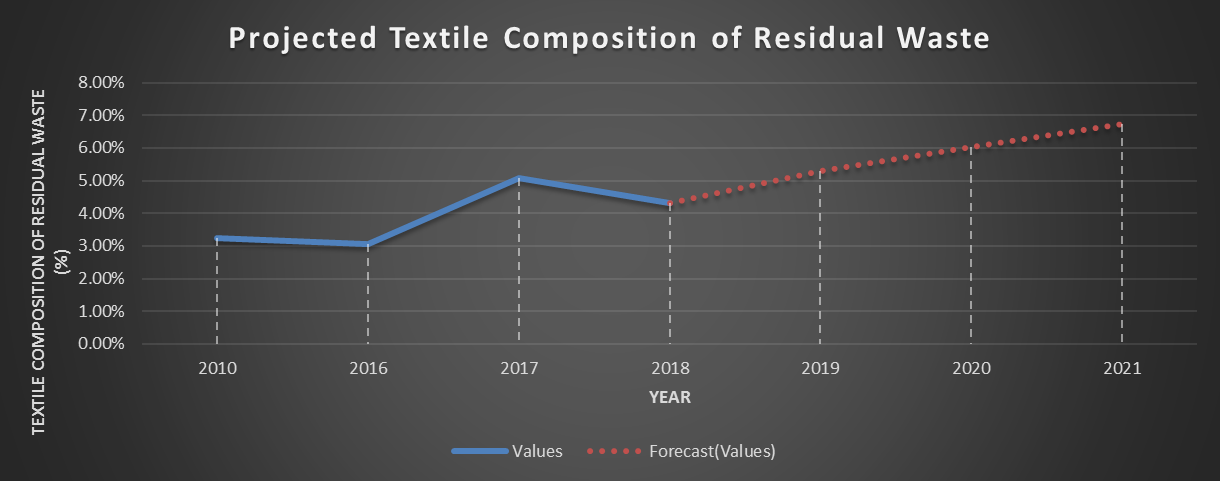 Projected Textile Composition of Residual Waste
TEXTILE COMPOSITION OF RESIDUAL WASTE
(%)
8.00%
7.00%
6.00%
5.00%
4.00%
3.00%
2.00%
1.00%
0.00%
2010 2016 2017 2018 2019 2020 2021
YEAR
Values Forecast(Values)